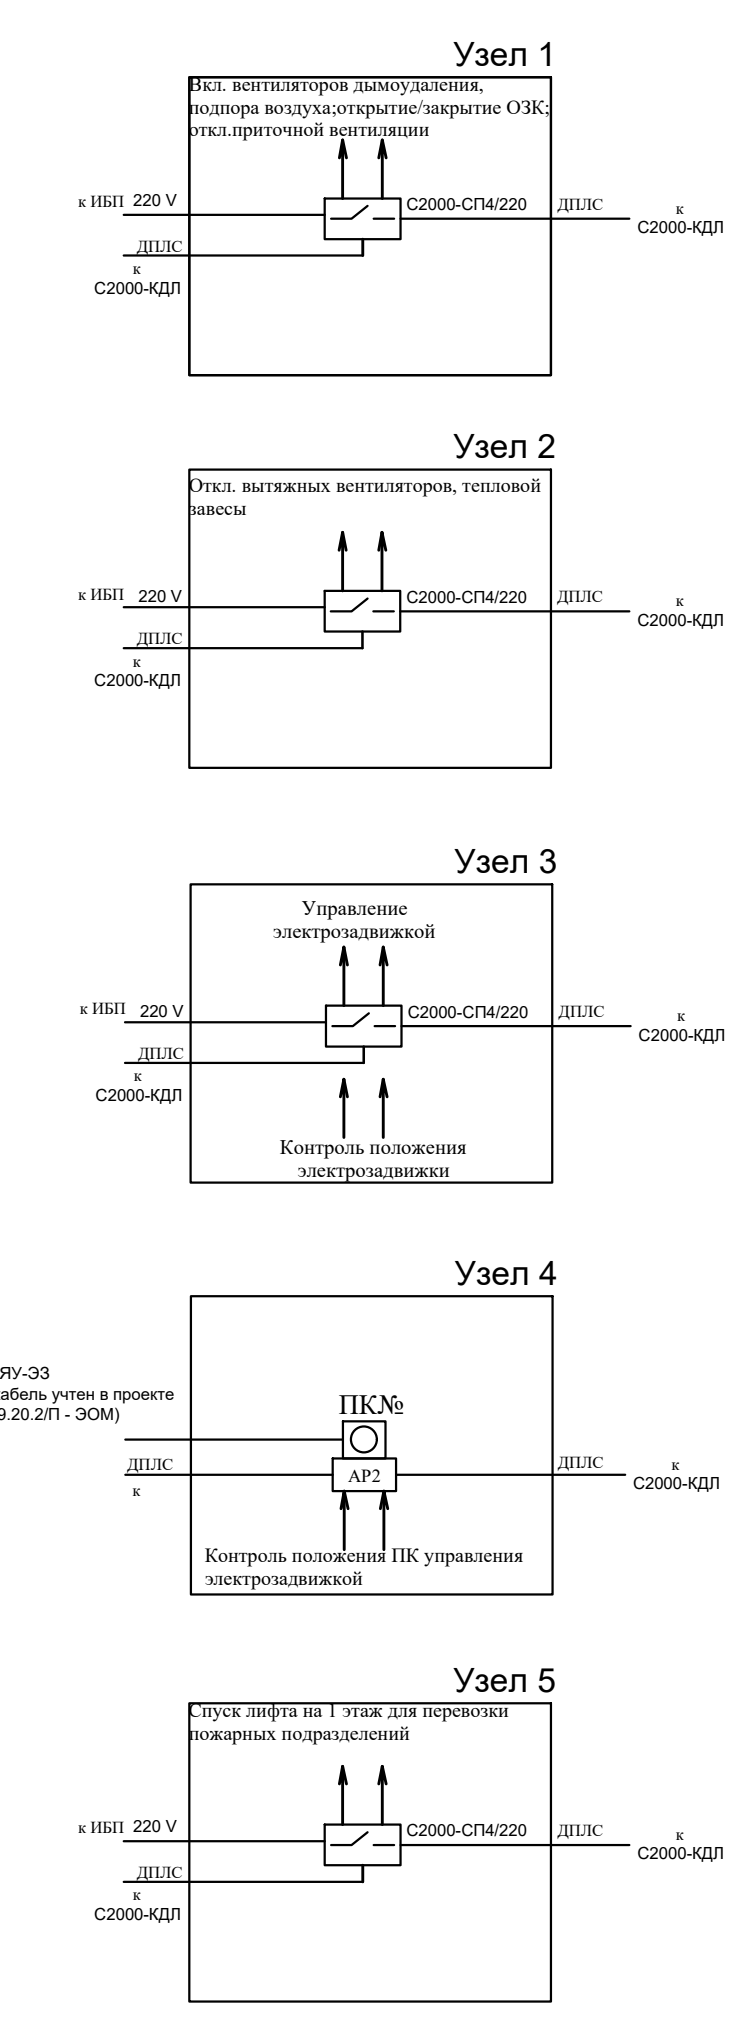 Узел 1
Вкл. вентиляторов дымоудаления,
подпора воздуха;открытие/закрытие ОЗК;
откл.приточной вентиляции
к ИБП 220 V
С2000-СП4/220
ДПЛС
к
С2000-КДЛ
ДПЛС
к
С2000-КДЛ
Узел 2
Откл. вытяжных вентиляторов, тепловой
завесы
к ИБП 220 V
С2000-СП4/220
ДПЛС
к
С2000-КДЛ
ДПЛС
к
С2000-КДЛ
Узел 3
Управление
электрозадвижкой
к ИБП 220 V
С2000-СП4/220
ДПЛС
к
С2000-КДЛ
ДПЛС
к
С2000-КДЛ
Контроль положения
электрозадвижки
Узел 4
ЯУ-ЭЗ
кабель учтен в проекте
9.20.2/П - ЭОМ)
ПК№
ДПЛС
к
АР2
ДПЛС
к
С2000-КДЛ
Контроль положения ПК управления
электрозадвижкой
Узел 5
Спуск лифта на 1 этаж для перевозки
пожарных подразделений
к ИБП 220 V
С2000-СП4/220
ДПЛС
к
С2000-КДЛ
ДПЛС
к
С2000-КДЛ